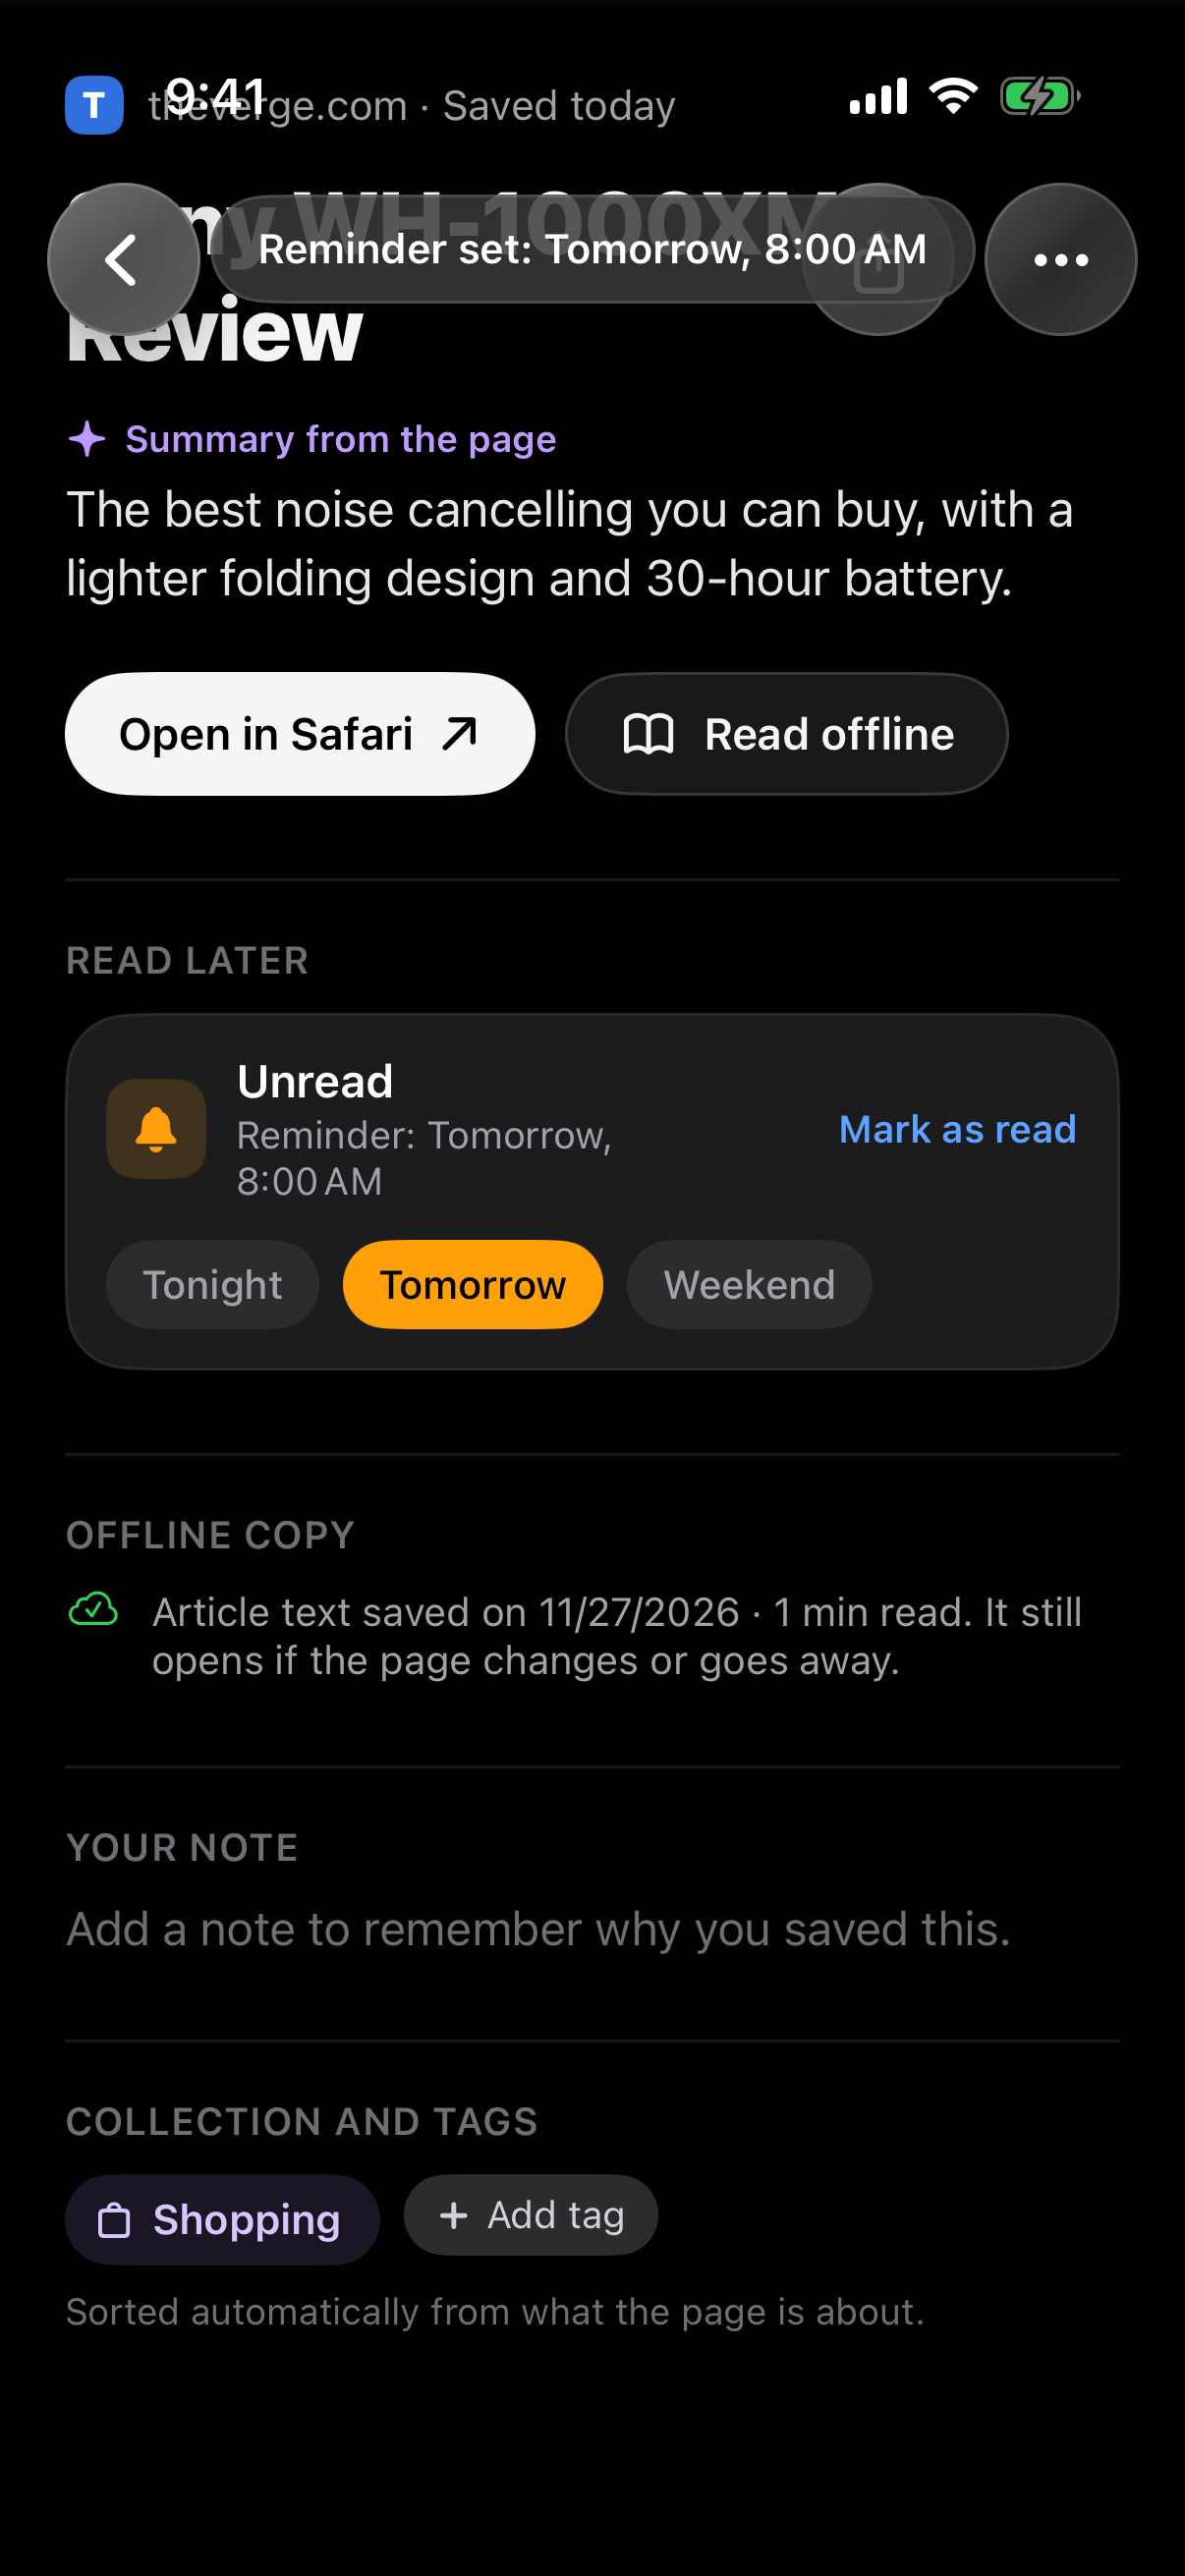 9:41
T theverge.com · Saved today
WH-1000XM
Reminder set: Tomorrow, 8:00 AM
Review
Summary from the page
The best noise cancelling you can buy, with a
lighter folding design and 30-hour battery.
Open in Safari
Read offline
READ LATER
Unread
Reminder: Tomorrow,
8:00 AM
Mark as read
Tonight
Tomorrow
Weekend
OFFLINE COPY
Article text saved on 11/27/2026 · 1 min read. It still
opens if the page changes or goes away.
YOUR NOTE
Add a note to remember why you saved this.
COLLECTION AND TAGS
Shopping
+ Add tag
Sorted automatically from what the page is about.